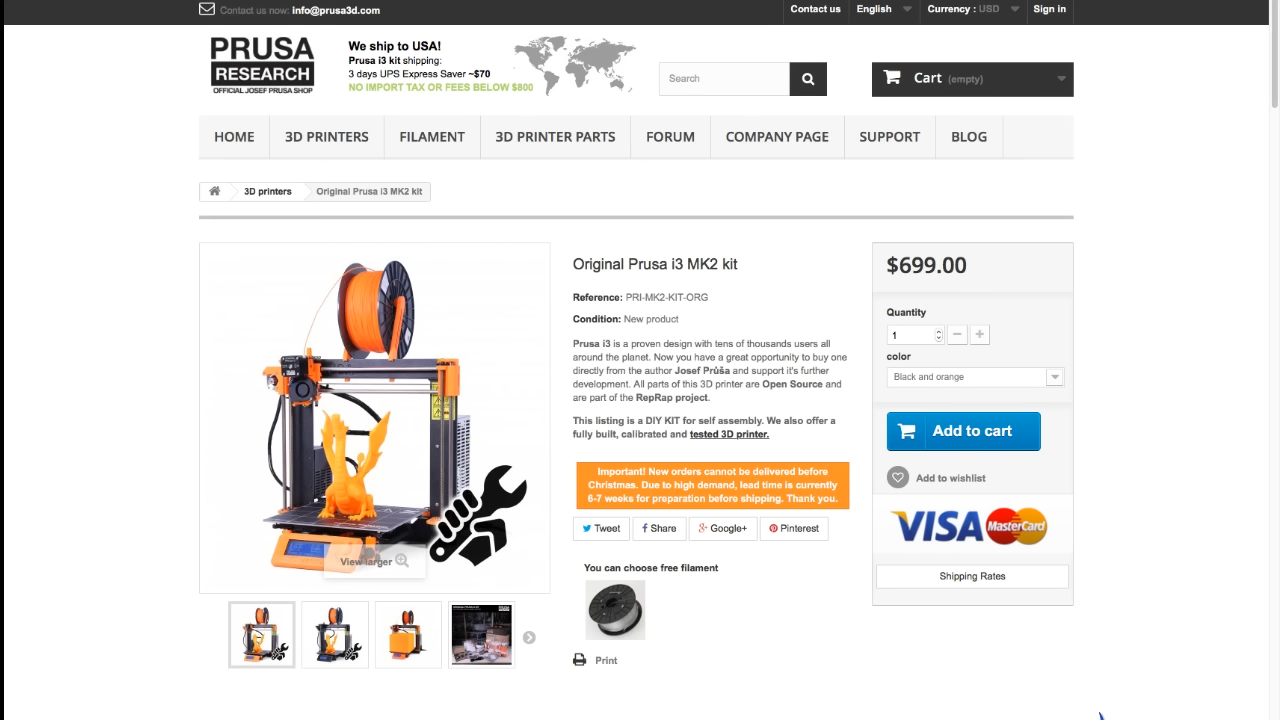 Contact us now: info@prusa3d.com
Contact us
English
Currency : USD
Sign in
PRUSA
RESEARCH
OFFICIAL JOSEF PRUSA SHOP
We ship to USA!
Prusa i3 kit shipping:
3 days UPS Express Saver ~$70
NO IMPORT TAX OR FEES BELOW $800
Search
Cart (empty)
HOME
3D PRINTERS
FILAMENT
3D PRINTER PARTS
FORUM
COMPANY PAGE
SUPPORT
BLOG
3D printers
Original Prusa i3 MK2 kit
View larger
Original Prusa i3 MK2 kit
Reference: PRI-MK2-KIT-ORG
Condition: New product
Prusa i3 is a proven design with tens of thousands users all
around the planet. Now you have a great opportunity to buy one
directly from the author Josef Průša and support it's further
development. All parts of this 3D printer are Open Source and
are part of the RepRap project.
This listing is a DIY KIT for self assembly. We also offer a
fully built, calibrated and tested 3D printer.
Important! New orders cannot be delivered before
Christmas. Due to high demand, lead time is currently
6-7 weeks for preparation before shipping. Thank you.
Tweet
Share
Google+
Pinterest
You can choose free filament
Print
$699.00
Quantity
1
color
Black and orange
Add to cart
Add to wishlist
VISA
MasterCard
Shipping Rates